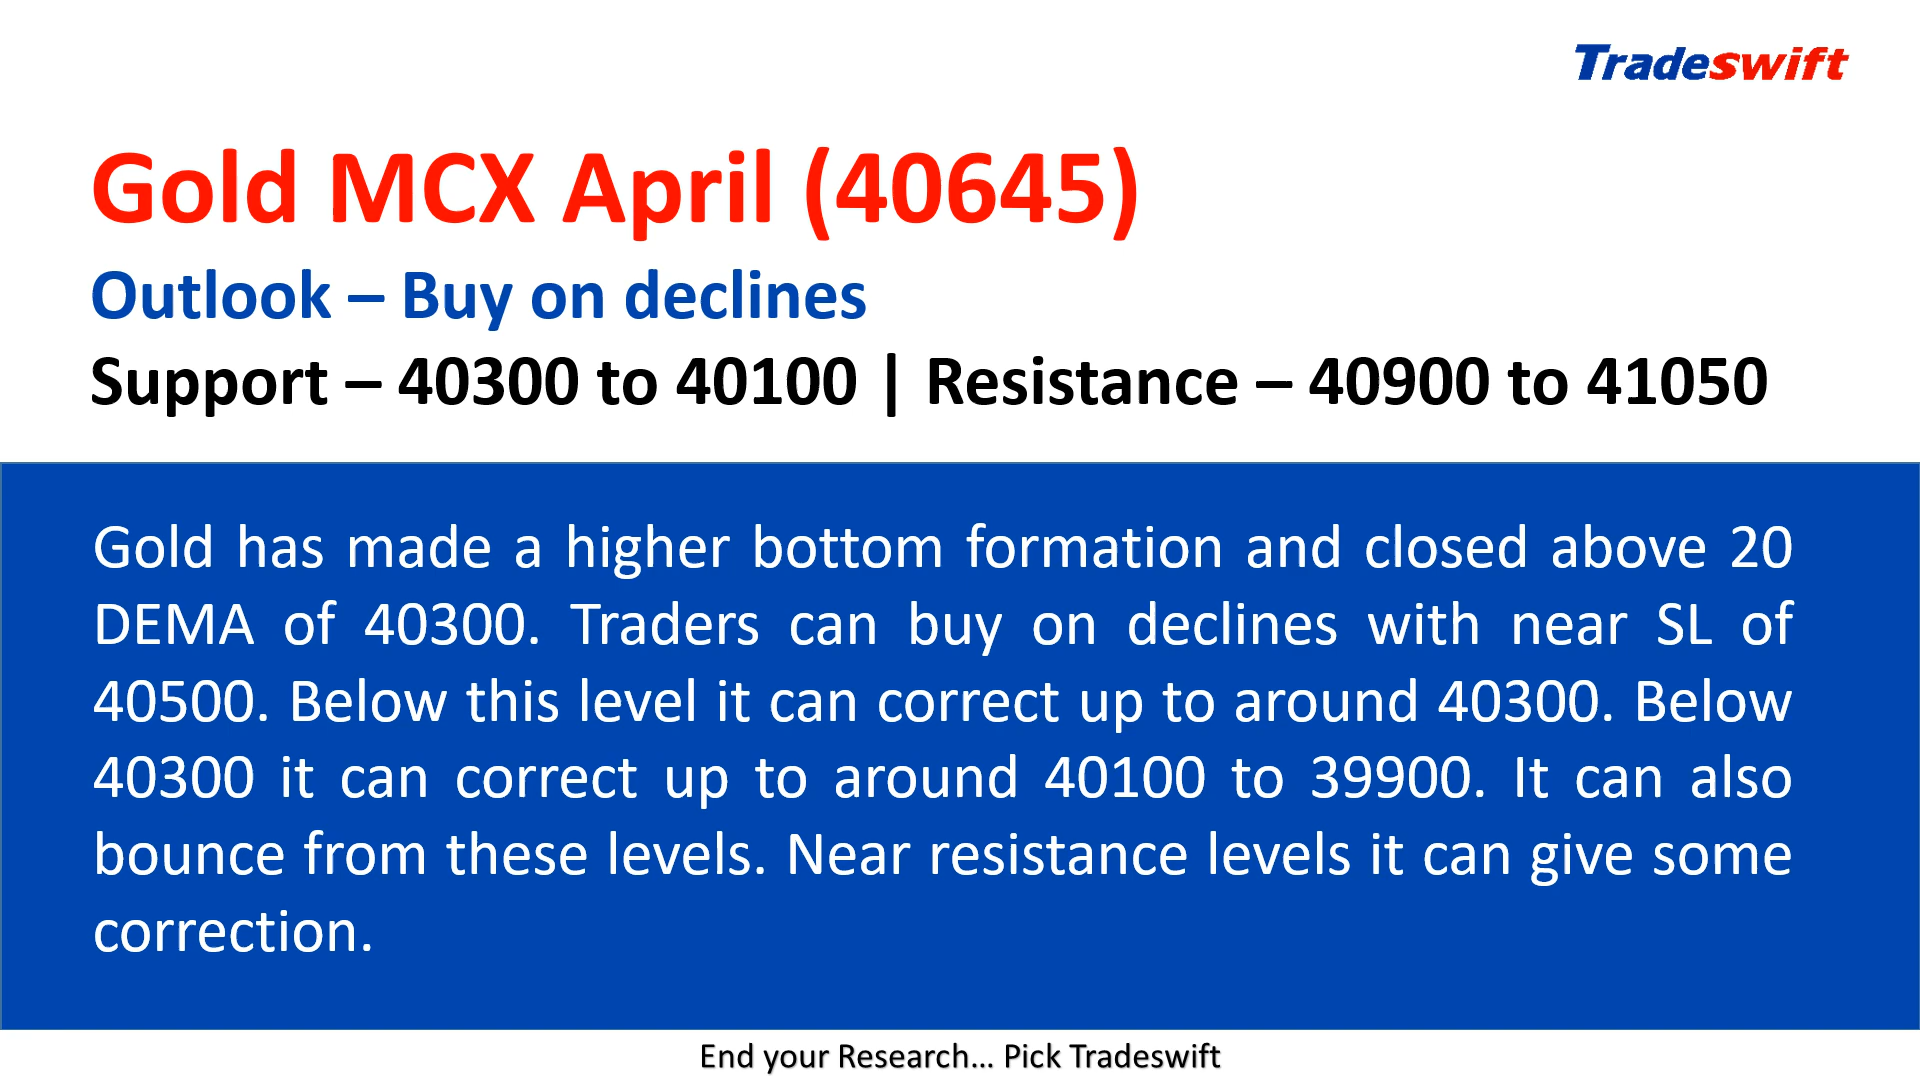 Tradeswift
Gold MCX April (40645)
Outlook – Buy on declines
Support – 40300 to 40100 | Resistance – 40900 to 41050
Gold has made a higher bottom formation and closed above 20
DEMA of 40300. Traders can buy on declines with near SL of
40500. Below this level it can correct up to around 40300. Below
40300 it can correct up to around 40100 to 39900. It can also
bounce from these levels. Near resistance levels it can give some
correction.
End your Research... Pick Tradeswift